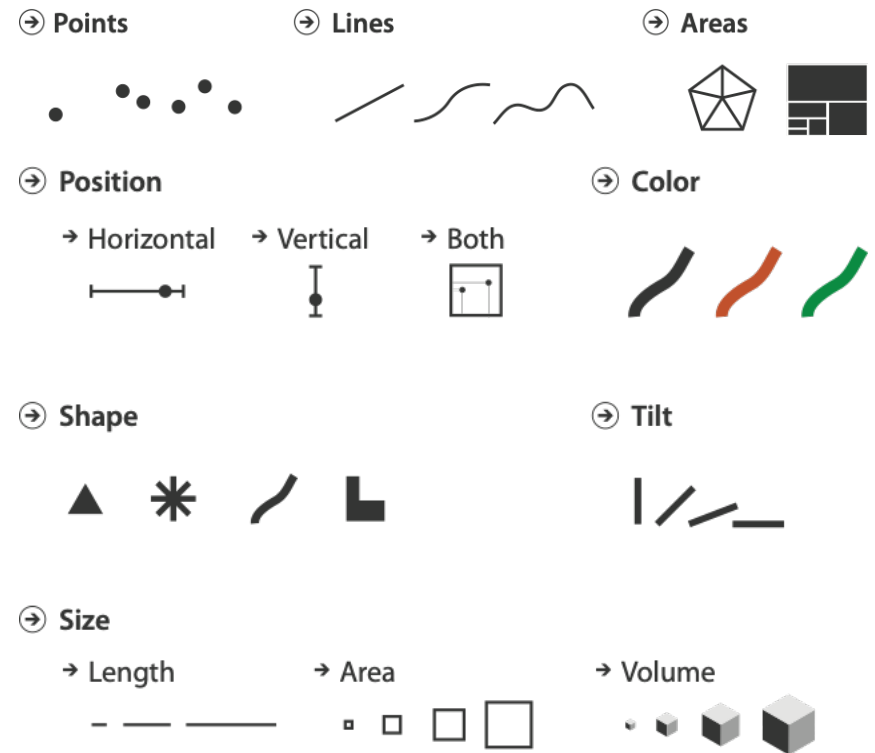 Points
Lines
Areas
Position
Color
Horizontal
Vertical
Both
Shape
Tilt
Size
Length
Area
Volume